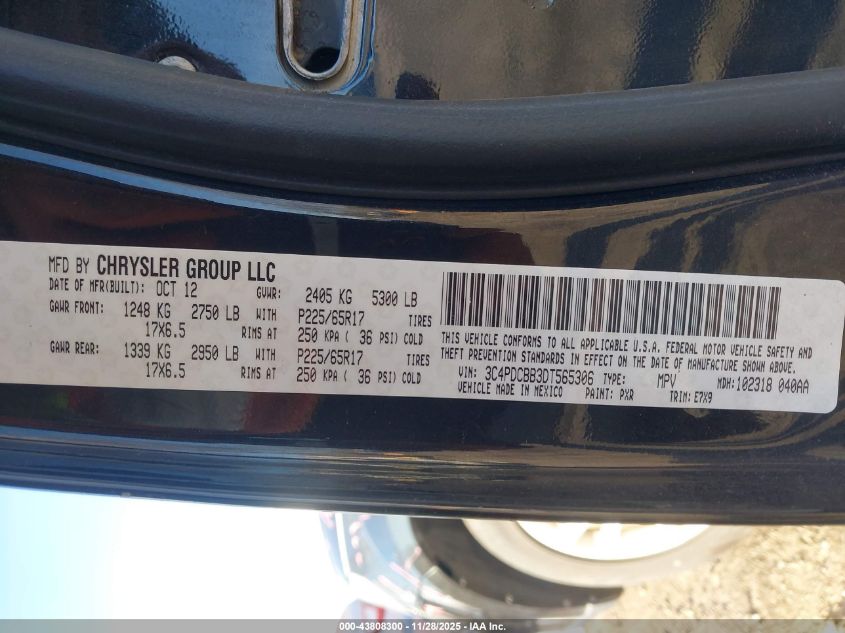 MFD BY CHRYSLER GROUP LLC
DATE OF MFR(BUILT): OCT 12 GVWR: 2405 KG 5300 LB
GAWR FRONT: 1248 KG 2750 LB WITH P225/65R17 TIRES
17X6.5 RIMS AT 250 KPA ( 36 PSI) COLD
GAWR REAR: 1339 KG 2950 LB WITH P225/65R17 TIRES
17X6.5 RIMS AT 250 KPA ( 36 PSI) COLD
THIS VEHICLE CONFORMS TO ALL APPLICABLE U.S.A. FEDERAL MOTOR VEHICLE SAFETY AND
THEFT PREVENTION STANDARDS IN EFFECT ON THE DATE OF MANUFACTURE SHOWN ABOVE.
VIN: 3C4PDCBB3DT565306 TYPE: MPV MDH:102318 040AA
VEHICLE MADE IN MEXICO PAINT: PXR TRIM: E7X9
000-43808300 - 11/28/2025 - IAA Inc.